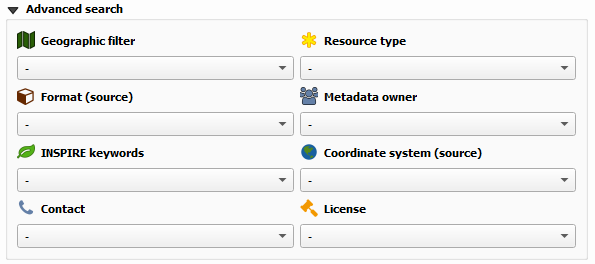 Advanced search
Geographic filter
Resource type
-
-
Format (source)
Metadata owner
-
-
INSPIRE keywords
Coordinate system (source)
-
-
Contact
License
-
-